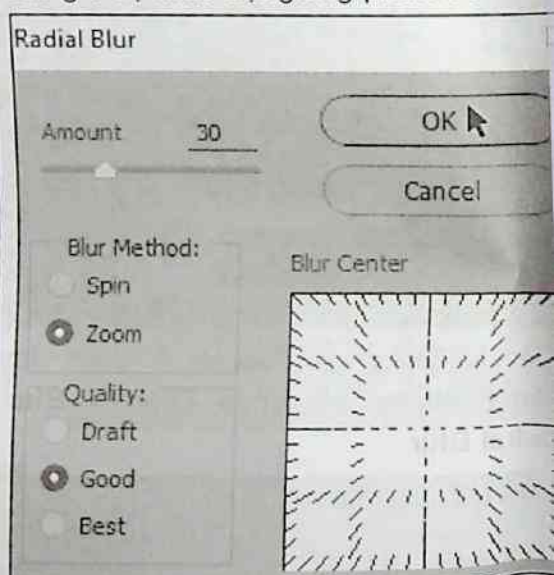 Radial Blur
Amount 30
OK
Cancel
Blur Method:
Spin
Zoom
Blur Center
Quality:
Draft
Good
Best